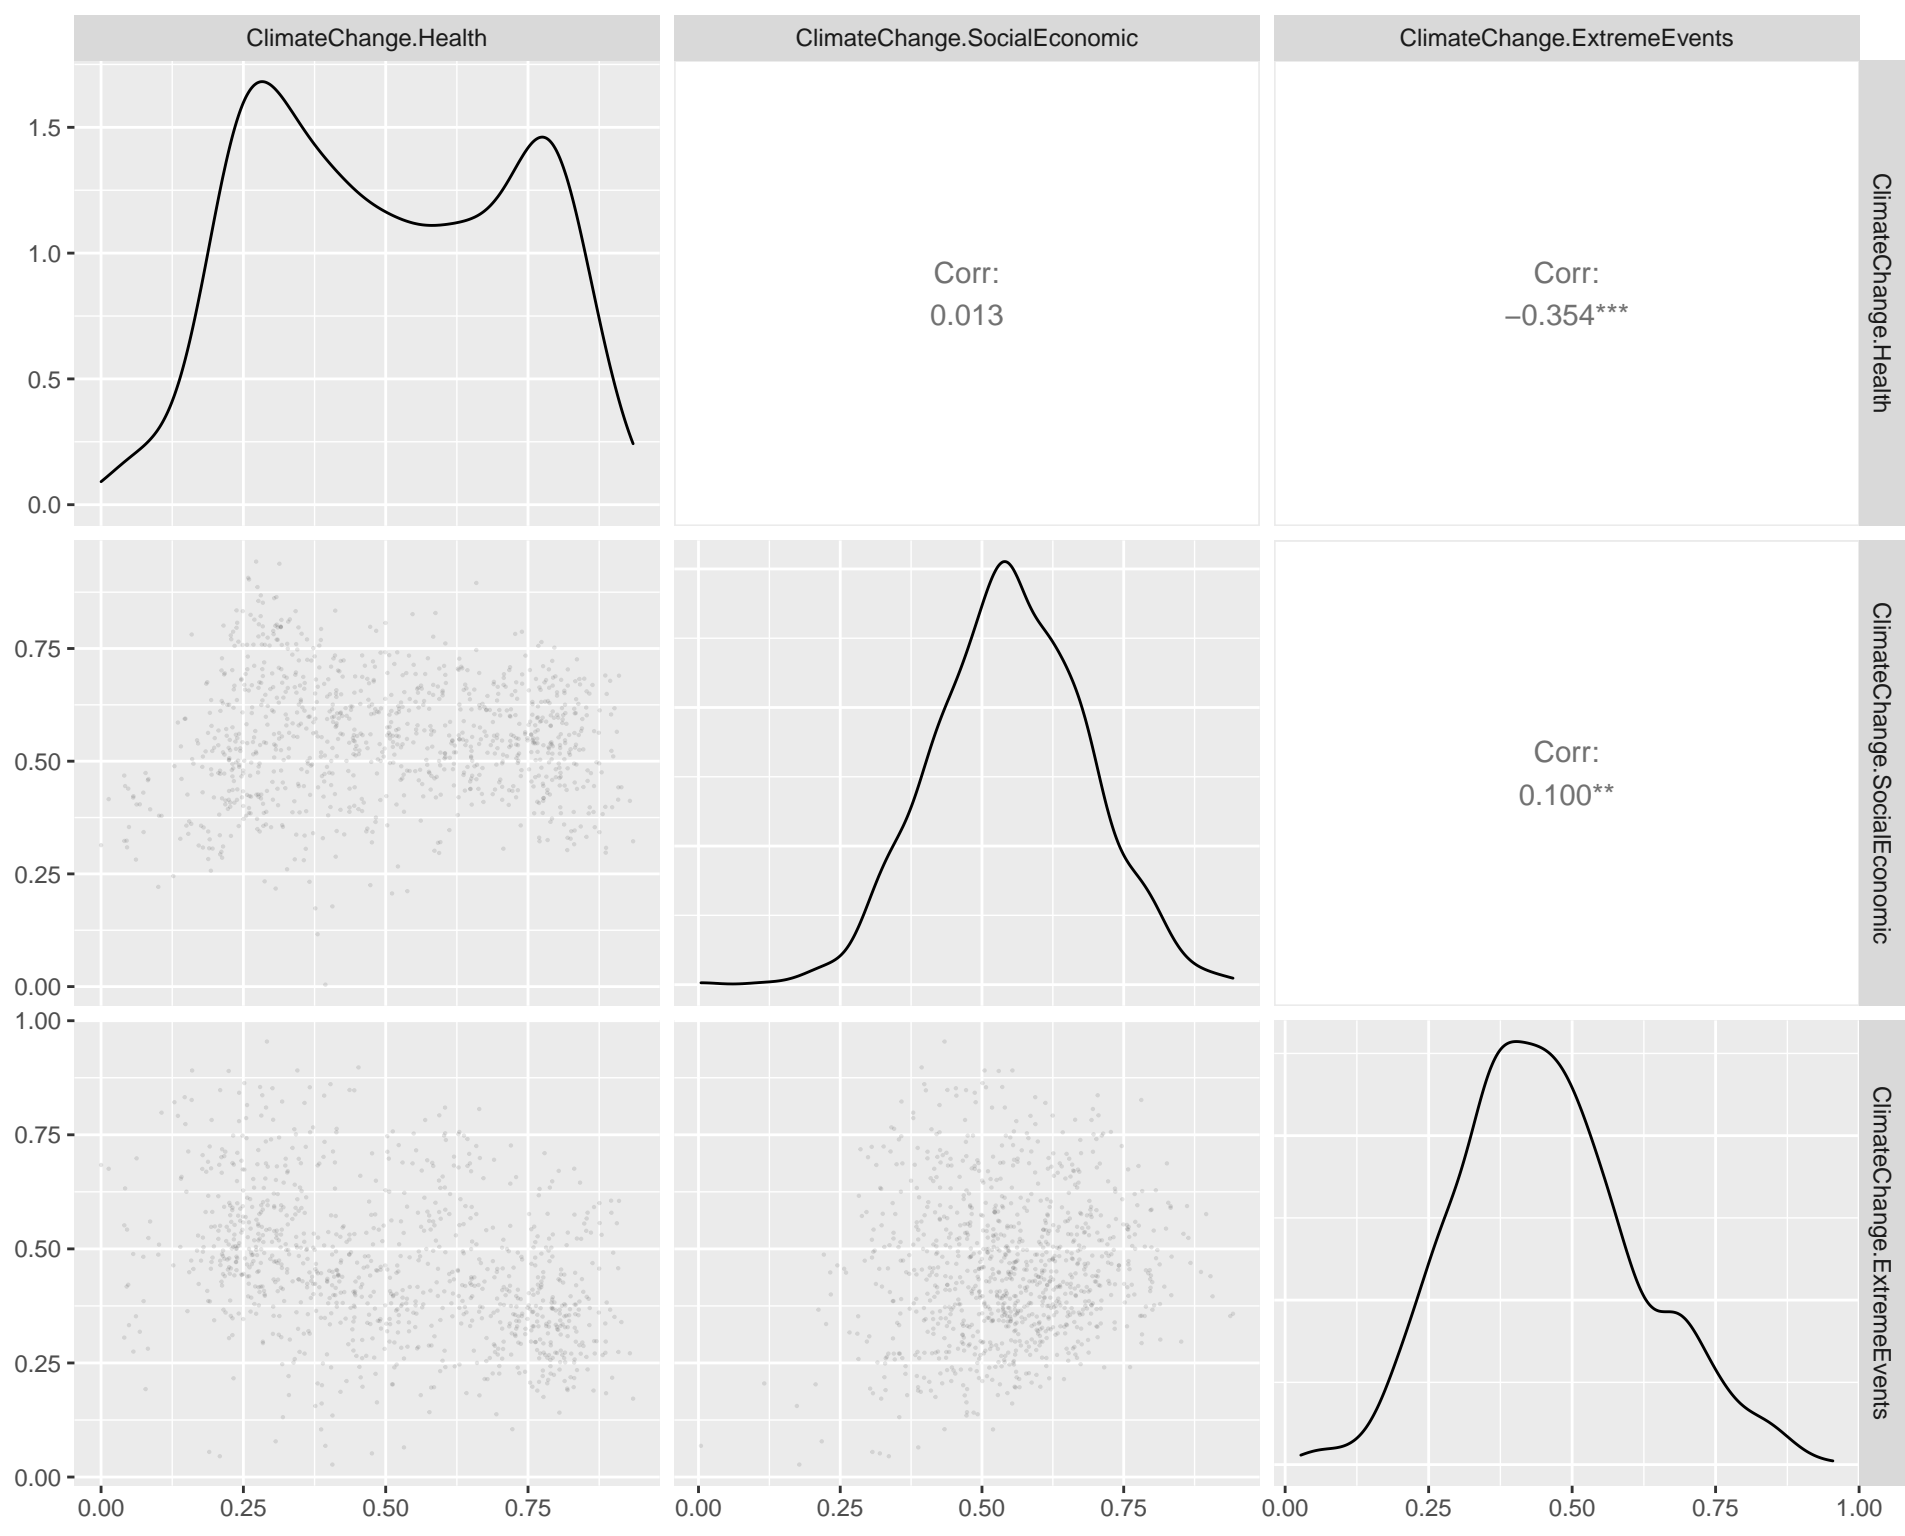 ClimateChange.Health
ClimateChange.SocialEconomic
ClimateChange.ExtremeEvents
1.5
1.0
0.5
0.0
Corr:
0.013
Corr:
−0.354***
ClimateChange.Health
0.75
0.50
0.25
0.00
Corr:
0.100**
ClimateChange.SocialEconomic
1.00
0.75
0.50
0.25
0.00
ClimateChange.ExtremeEvents
0.00 0.25 0.50 0.75
0.00 0.25 0.50 0.75
0.00 0.25 0.50 0.75 1.00